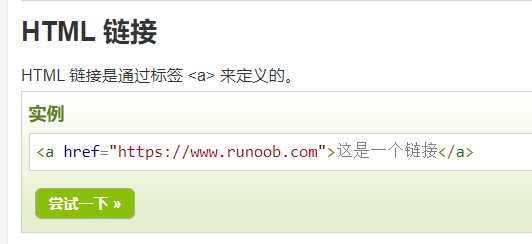 HTML 链接
HTML 链接是通过标签 <a> 来定义的。
实例
<a href="https://www.runoob.com">这是一个链接</a>
尝试一下 »